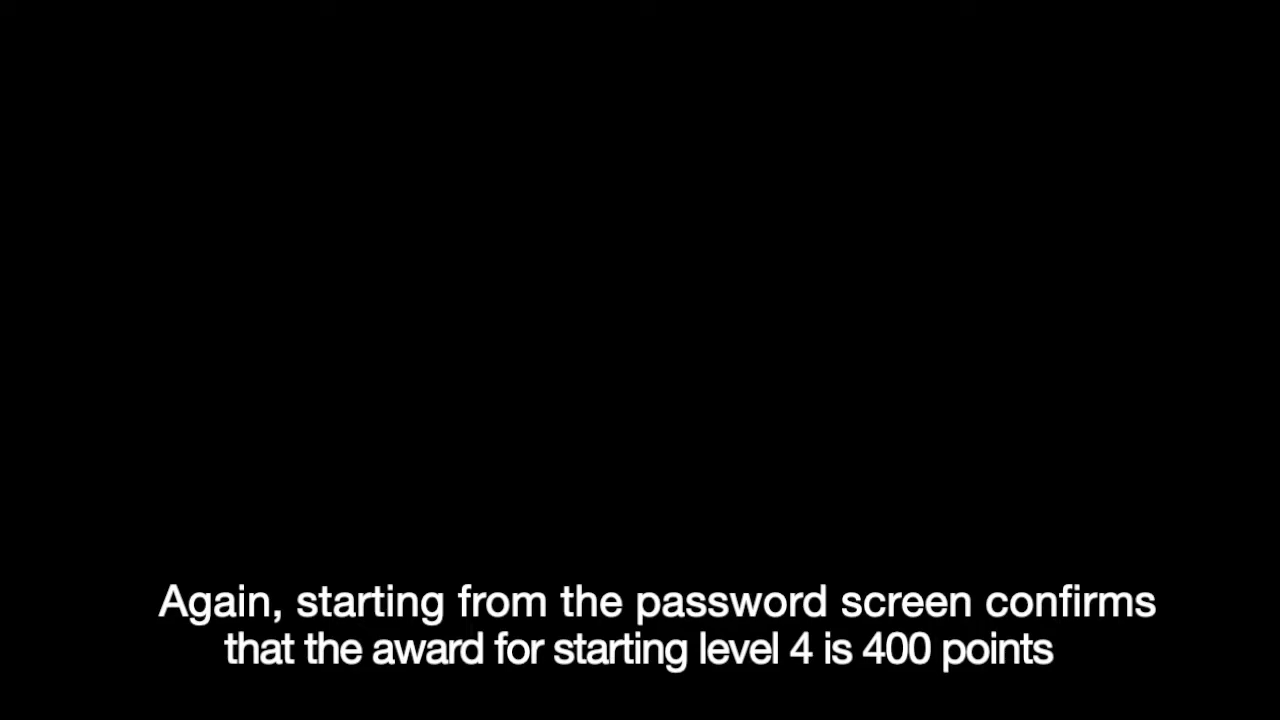 Again, starting from the password screen confirms
that the award for starting level 4 is 400 points